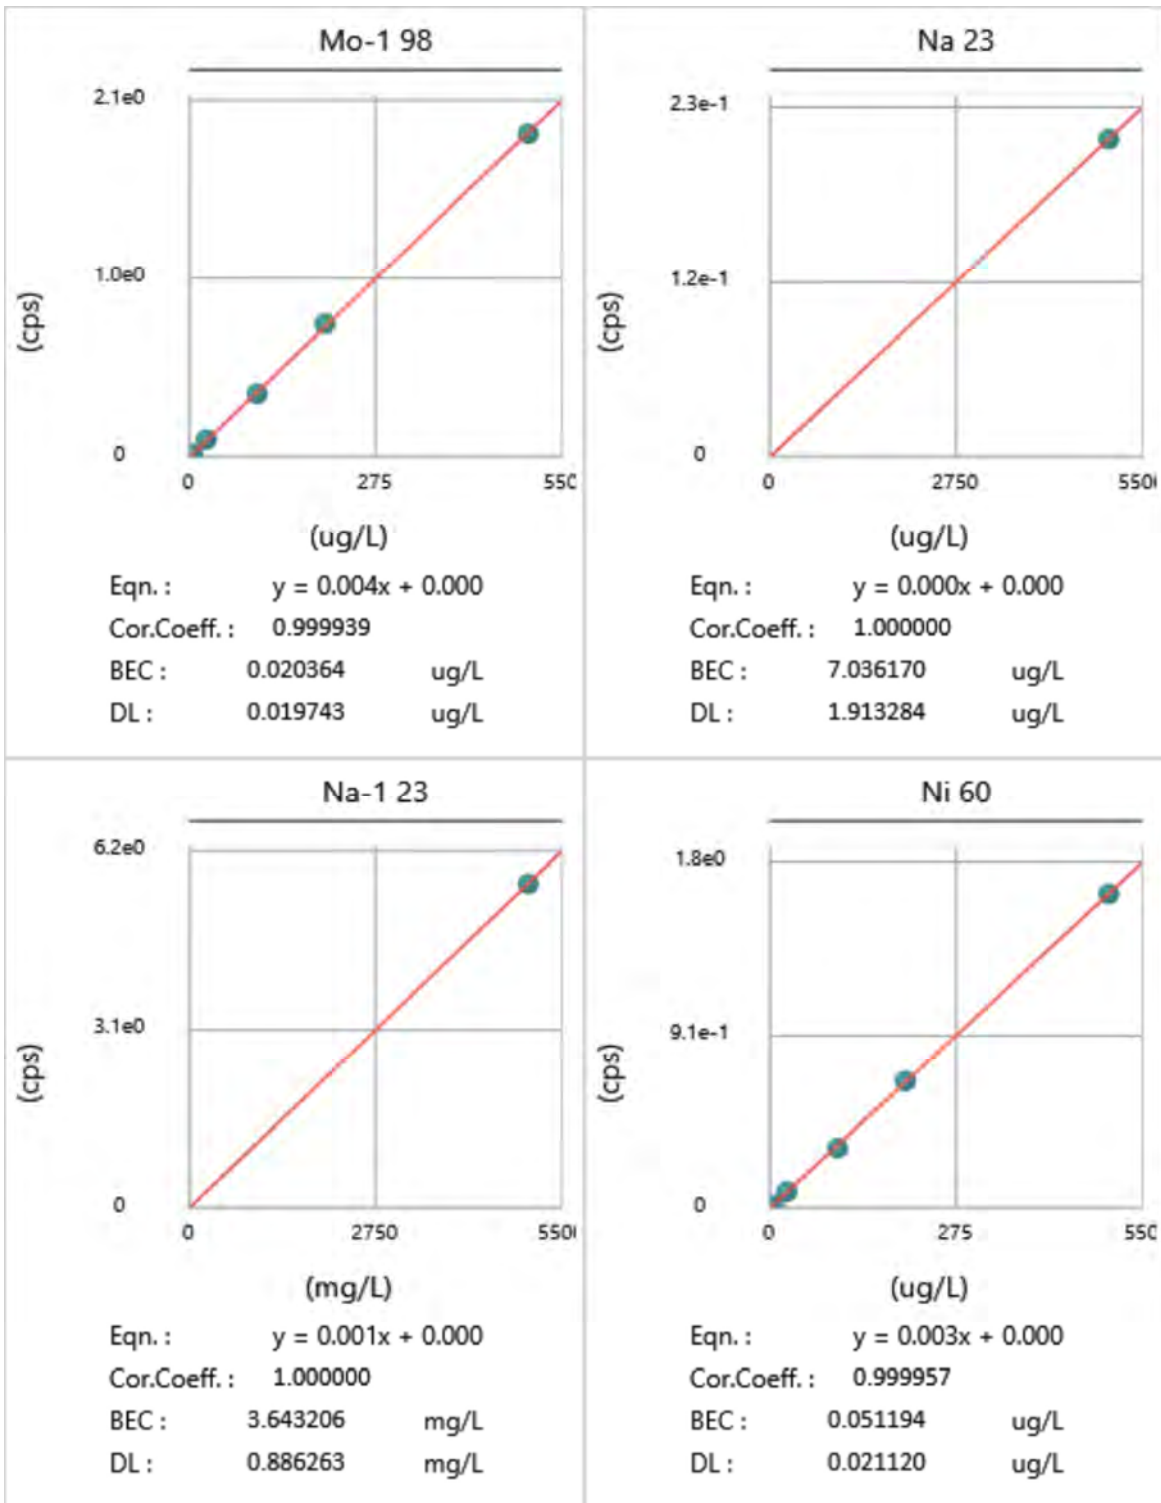 Mo-1 98
2.1e0
1.0e0
0
(cps)
0 275 550
(ug/L)
Eqn. : y = 0.004x + 0.000
Cor.Coeff. : 0.999939
BEC : 0.020364 ug/L
DL : 0.019743 ug/L
Na 23
2.3e-1
1.2e-1
0
(cps)
0 2750 550
(ug/L)
Eqn. : y = 0.000x + 0.000
Cor.Coeff. : 1.000000
BEC : 7.036170 ug/L
DL : 1.913284 ug/L
Na-1 23
6.2e0
3.1e0
0
(cps)
0 2750 550
(mg/L)
Eqn. : y = 0.001x + 0.000
Cor.Coeff. : 1.000000
BEC : 3.643206 mg/L
DL : 0.886263 mg/L
Ni 60
1.8e0
9.1e-1
0
(cps)
0 275 550
(ug/L)
Eqn. : y = 0.003x + 0.000
Cor.Coeff. : 0.999957
BEC : 0.051194 ug/L
DL : 0.021120 ug/L